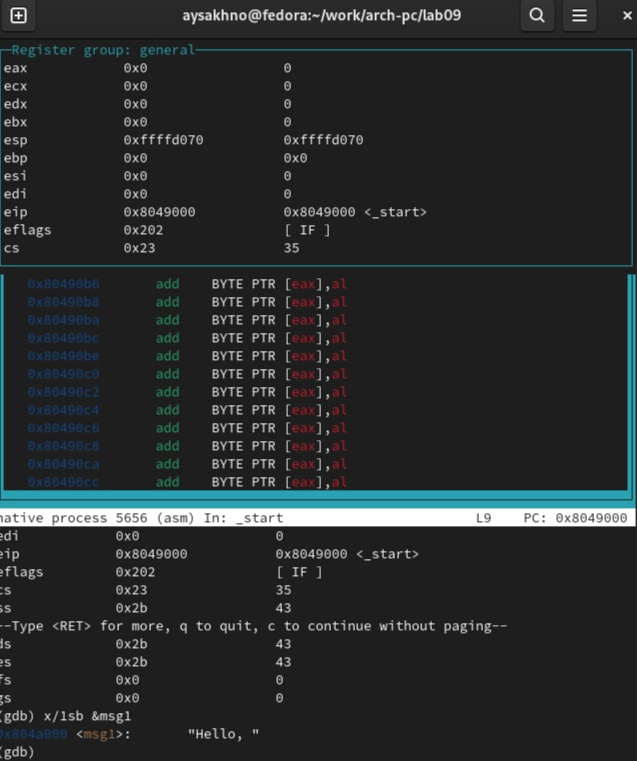 aysakhno@fedora:~/work/arch-pc/lab09
Register group: general
eax 0x0 0
ecx 0x0 0
edx 0x0 0
ebx 0x0 0
esp 0xffffd070 0xffffd070
ebp 0x0 0x0
esi 0x0 0
edi 0x0 0
eip 0x8049000 0x8049000 <_start>
eflags 0x202 [ IF ]
cs 0x23 35
0x80490b6 add BYTE PTR [eax],al
0x80490b8 add BYTE PTR [eax],al
0x80490ba add BYTE PTR [eax],al
0x80490bc add BYTE PTR [eax],al
0x80490be add BYTE PTR [eax],al
0x80490c0 add BYTE PTR [eax],al
0x80490c2 add BYTE PTR [eax],al
0x80490c4 add BYTE PTR [eax],al
0x80490c6 add BYTE PTR [eax],al
0x80490c8 add BYTE PTR [eax],al
0x80490ca add BYTE PTR [eax],al
0x80490cc add BYTE PTR [eax],al
native process 5656 (asm) In: _start L9 PC: 0x8049000
edi 0x0 0
eip 0x8049000 0x8049000 <_start>
eflags 0x202 [ IF ]
cs 0x23 35
ss 0x2b 43
--Type <RET> for more, q to quit, c to continue without paging--
ds 0x2b 43
es 0x2b 43
fs 0x0 0
gs 0x0 0
(gdb) x/1sb &msg1
0x804a000 <msg1>: "Hello, "
(gdb)